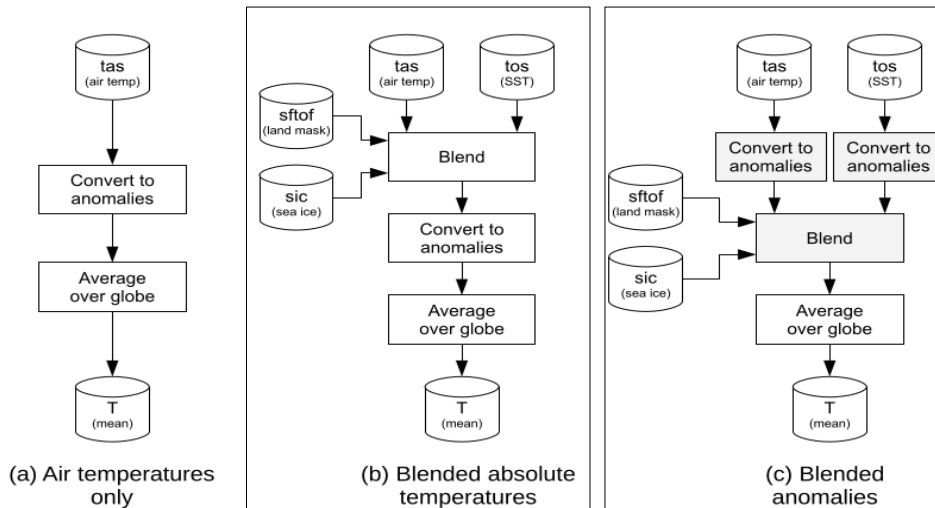 tas
(air temp)
Convert to
anomalies
Average
over globe
T
(mean)
(a) Air temperatures
only
tas
(air temp)
tos
(SST)
sftof
(land mask)
Blend
sic
(sea ice)
Convert to
anomalies
Average
over globe
T
(mean)
(b) Blended absolute
temperatures
tas
(air temp)
tos
(SST)
Convert to
anomalies
Convert to
anomalies
sftof
(land mask)
Blend
sic
(sea ice)
Average
over globe
T
(mean)
(c) Blended
anomalies